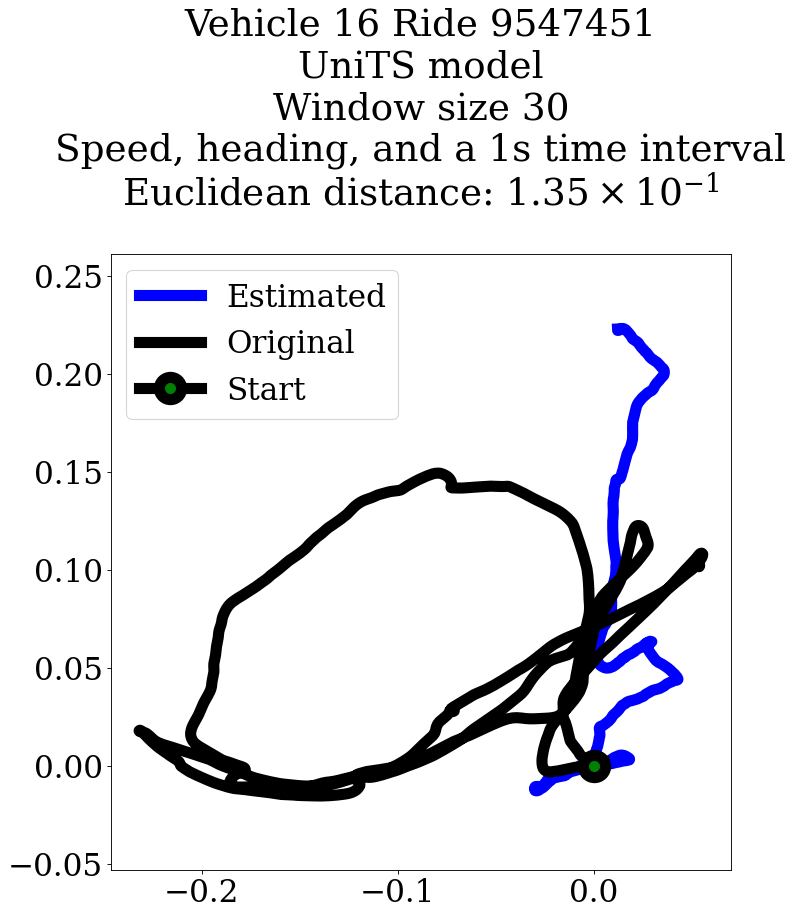 Vehicle 16 Ride 9547451
UniTS model
Window size 30
Speed, heading, and a 1s time interval
Euclidean distance: 1.35 × 10⁻¹
Estimated
Original
Start
0.25
0.20
0.15
0.10
0.05
0.00
−0.05
−0.2
−0.1
0.0